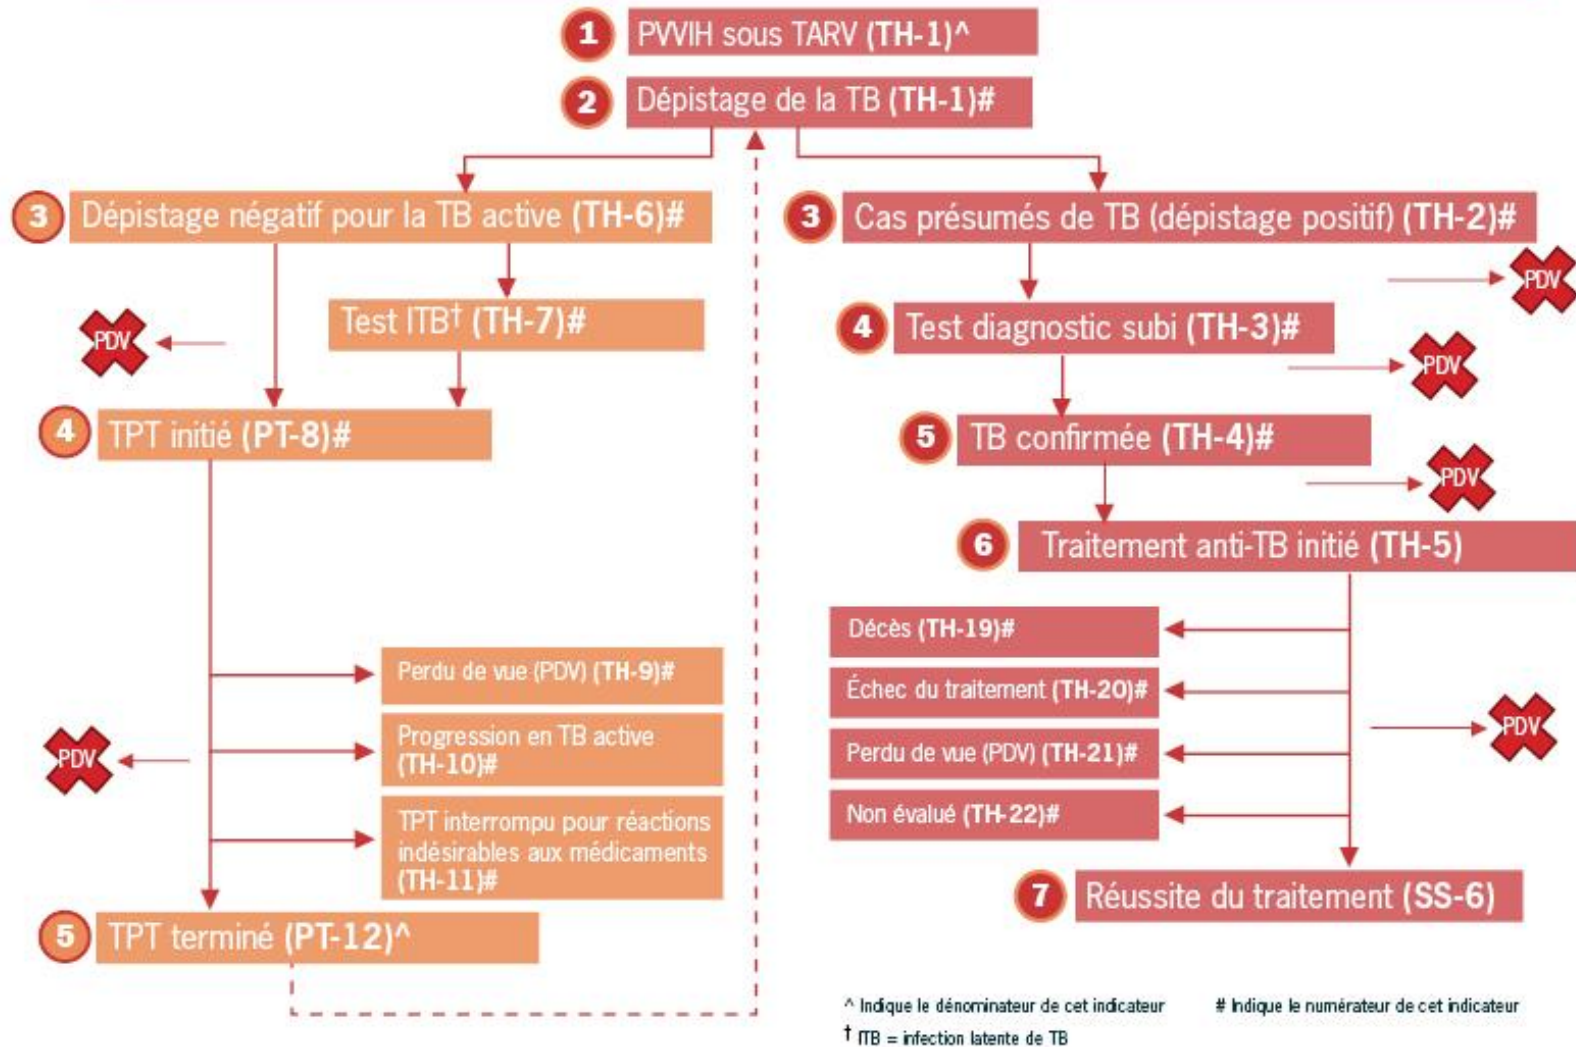 1 PVVIH sous TARV (TH-1)^
2 Dépistage de la TB (TH-1)#
3 Dépistage négatif pour la TB active (TH-6)#
3 Cas présumés de TB (dépistage positif) (TH-2)#
PDV
Test ITB† (TH-7)#
4 Test diagnostic subi (TH-3)#
PDV
PDV
4 TPT initié (PT-8)#
5 TB confirmée (TH-4)#
PDV
6 Traitement anti-TB initié (TH-5)
Décès (TH-19)#
Perdu de vue (PDV) (TH-9)#
Échec du traitement (TH-20)#
Progression en TB active
(TH-10)#
PDV
PDV
Perdu de vue (PDV) (TH-21)#
Non évalué (TH-22)#
TPT interrompu pour réactions
indésirables aux médicaments
(TH-11)#
7 Réussite du traitement (SS-6)
5 TPT terminé (PT-12)^
^ Indique le dénominateur de cet indicateur
# Indique le numérateur de cet indicateur
† ITB = infection latente de TB